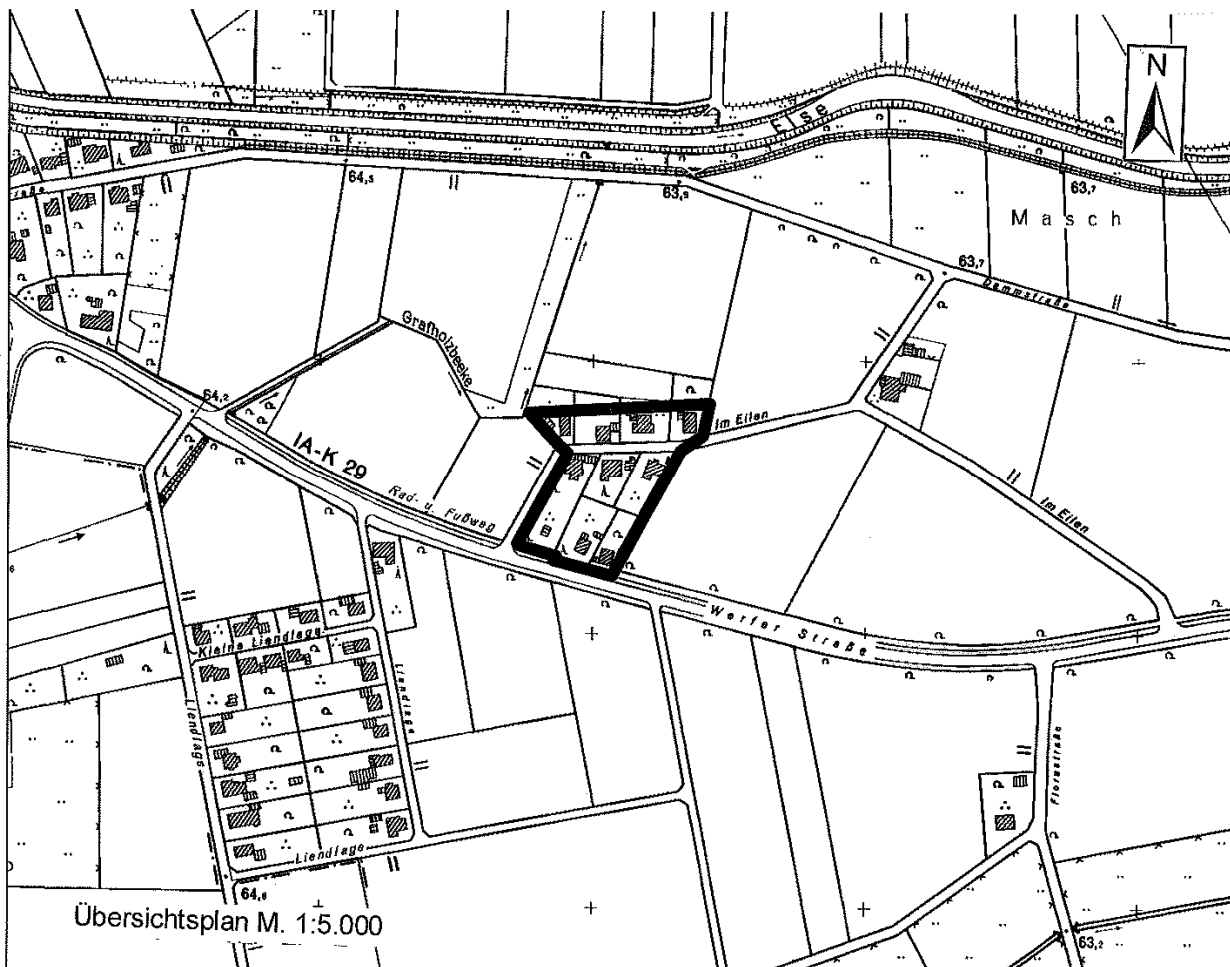 N
Else
64,5
63,9
63,7
Masch
63,7
Dammstraße
Grafholzbeeke
64,2
IA-K 29
Rad- u. Fußweg
Im Eilen
Im Eilen
Werfer Straße
Kleine Liendlage
Liendlage
Liendlage
Liendlage
Florastraße
64,6
63,2
Übersichtsplan M. 1:5.000